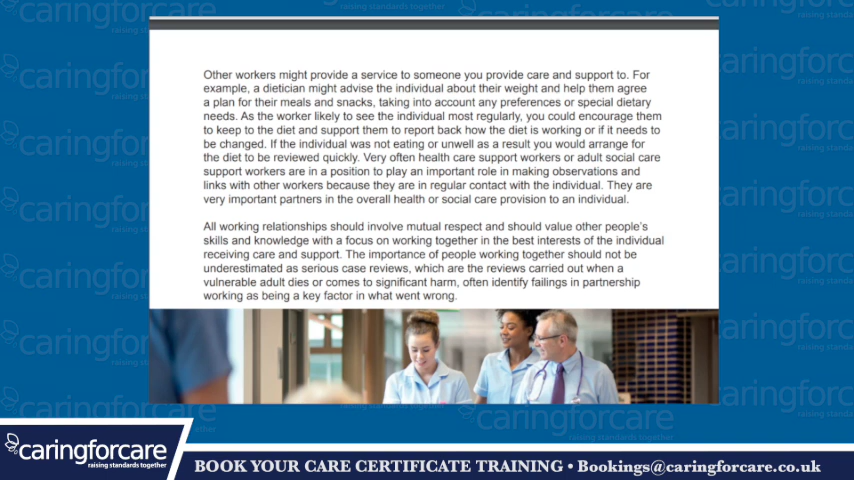 Other workers might provide a service to someone you provide care and support to. For
example, a dietician might advise the individual about their weight and help them agree
a plan for their meals and snacks, taking into account any preferences or special dietary
needs. As the worker likely to see the individual most regularly, you could encourage them
to keep to the diet and support them to report back how the diet is working or if it needs to
be changed. If the individual was not eating or unwell as a result you would arrange for
the diet to be reviewed quickly. Very often health care support workers or adult social care
support workers are in a position to play an important role in making observations and
links with other workers because they are in regular contact with the individual. They are
very important partners in the overall health or social care provision to an individual.
All working relationships should involve mutual respect and should value other people's
skills and knowledge with a focus on working together in the best interests of the individual
receiving care and support. The importance of people working together should not be
underestimated as serious case reviews, which are the reviews carried out when a
vulnerable adult dies or comes to significant harm, often identify failings in partnership
working as being a key factor in what went wrong.
caringforcare
raising standards together
BOOK YOUR CARE CERTIFICATE TRAINING • Bookings@caringforcare.co.uk